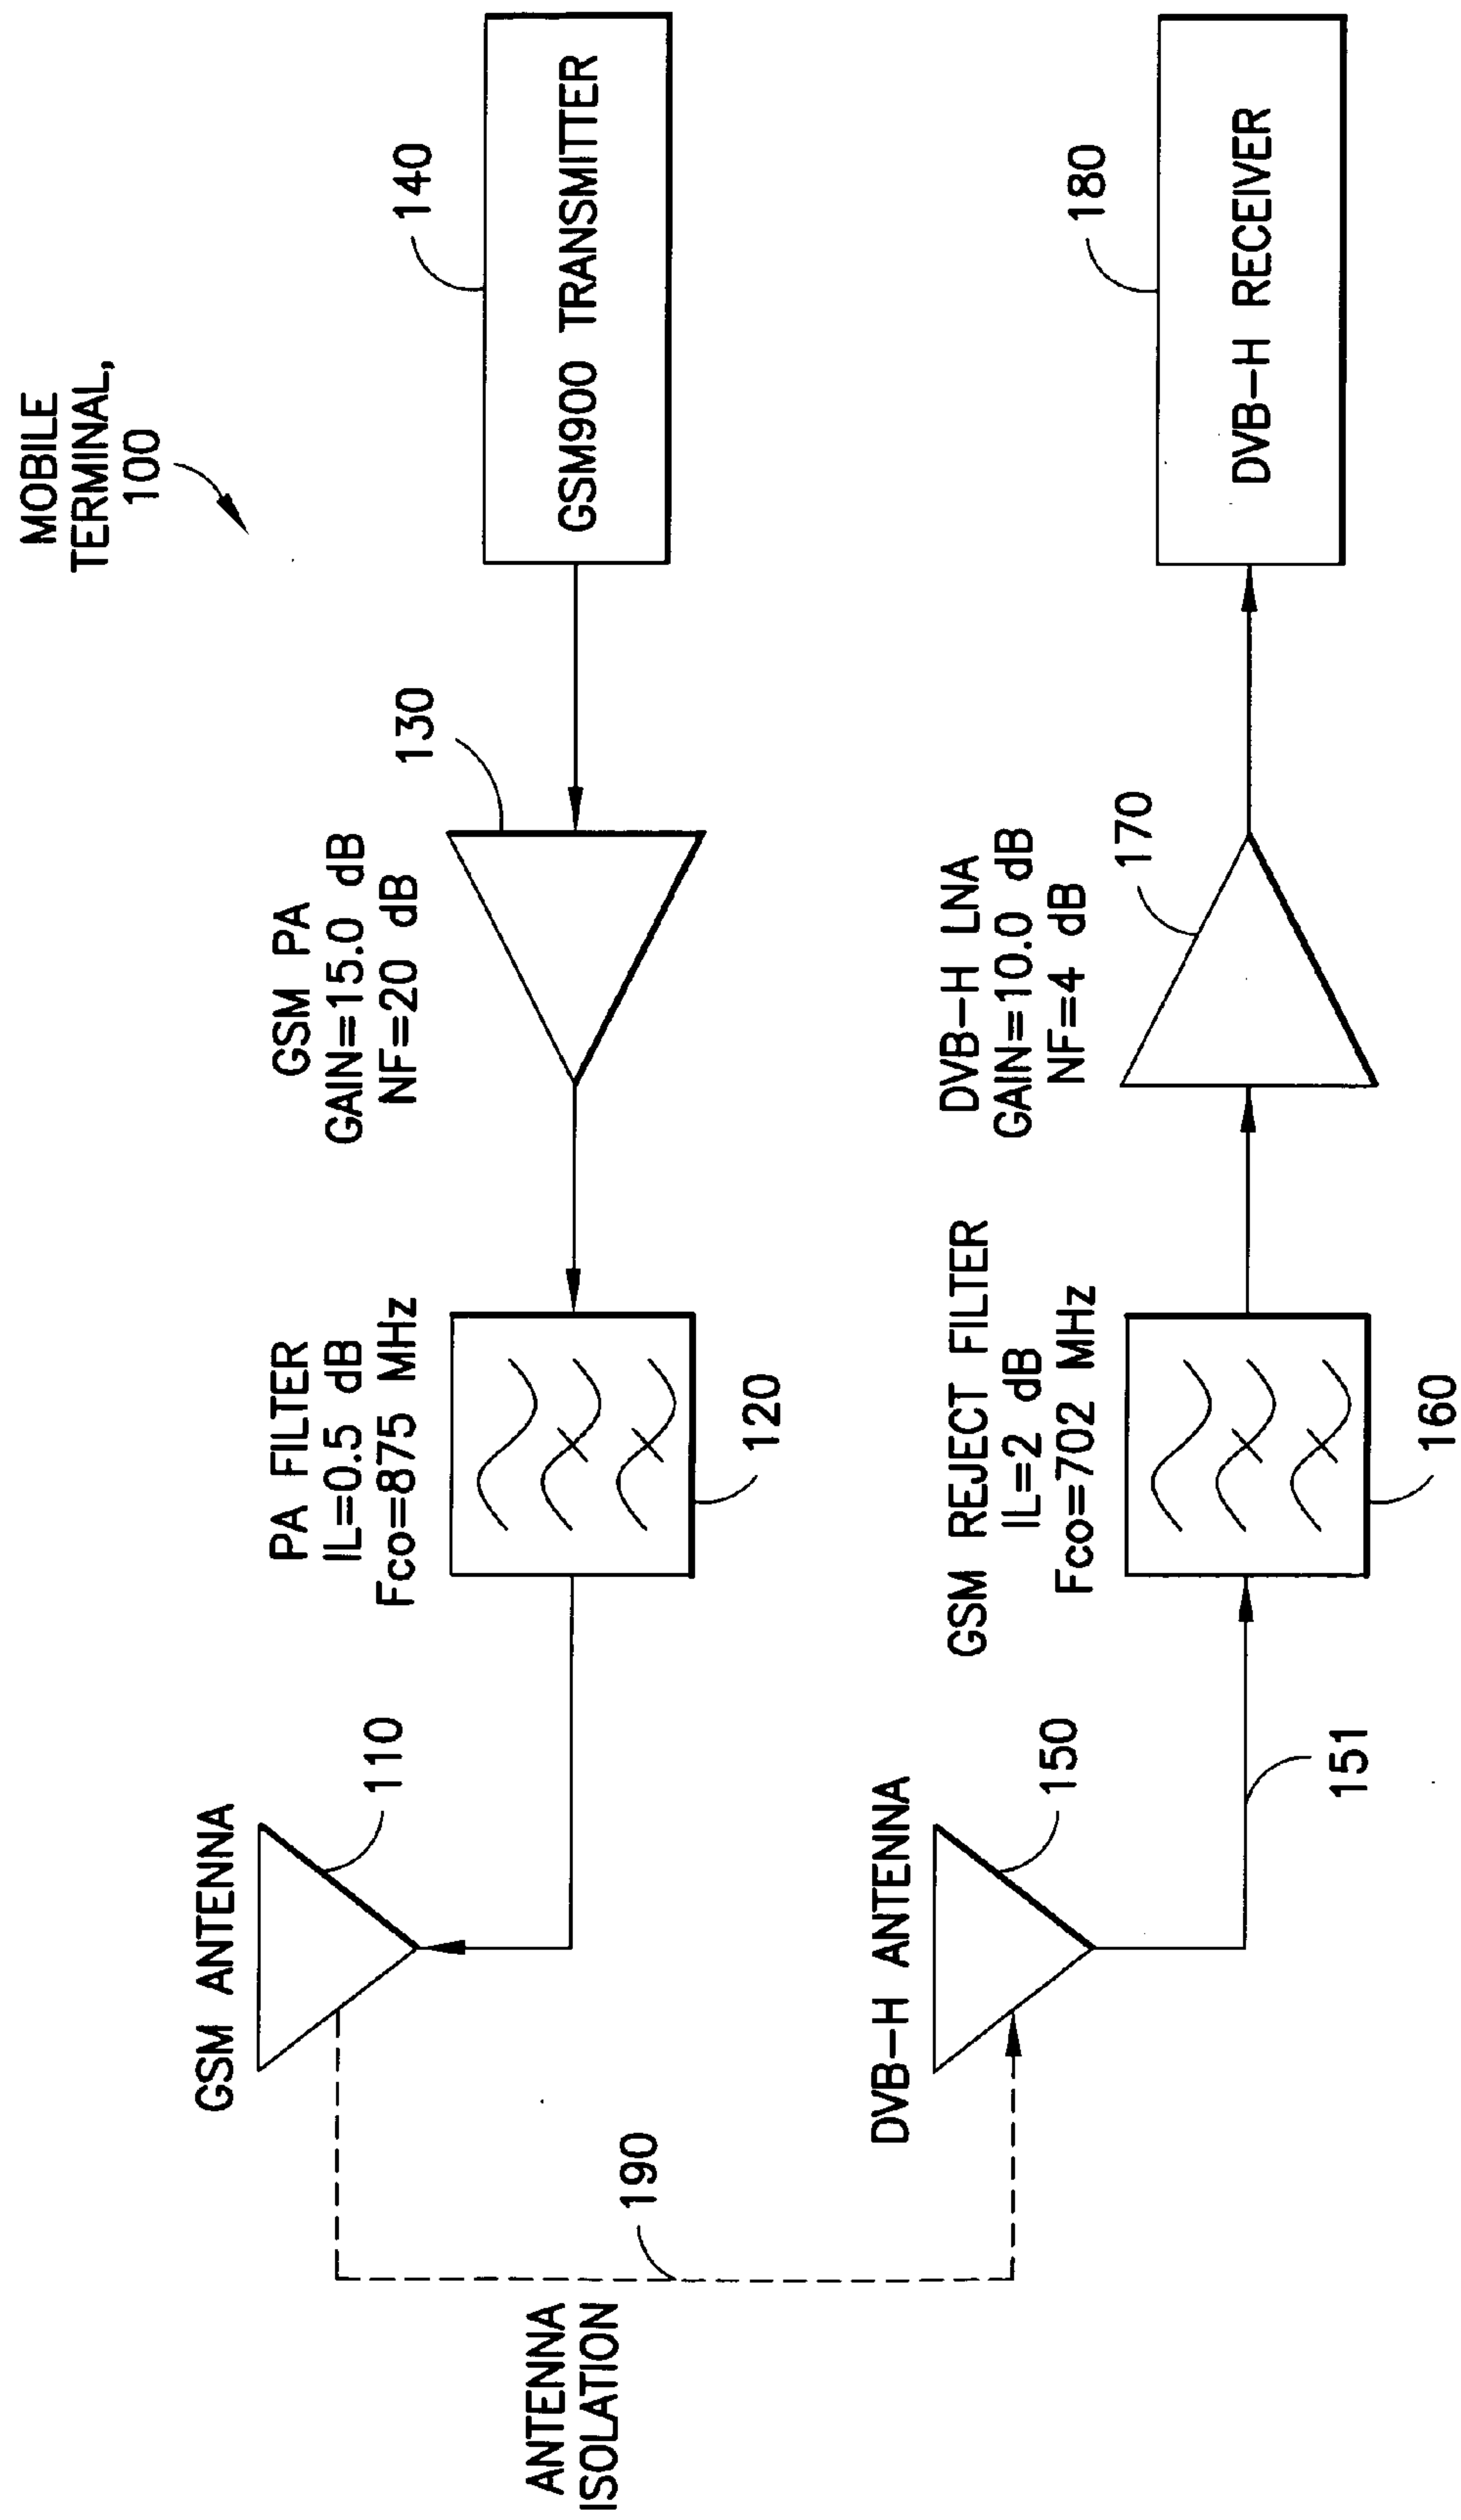 MOBILE
TERMINAL,
100
GSM ANTENNA
110
PA FILTER
IL=0.5 dB
Fco=875 MHz
120
GSM PA
GAIN=15.0 dB
NF=20 dB
130
140
GSM900 TRANSMITTER
ANTENNA
ISOLATION
190
DVB-H ANTENNA
150
151
GSM REJECT FILTER
IL=2 dB
Fco=702 MHz
160
DVB-H LNA
GAIN=10.0 dB
NF=4 dB
170
180
DVB-H RECEIVER